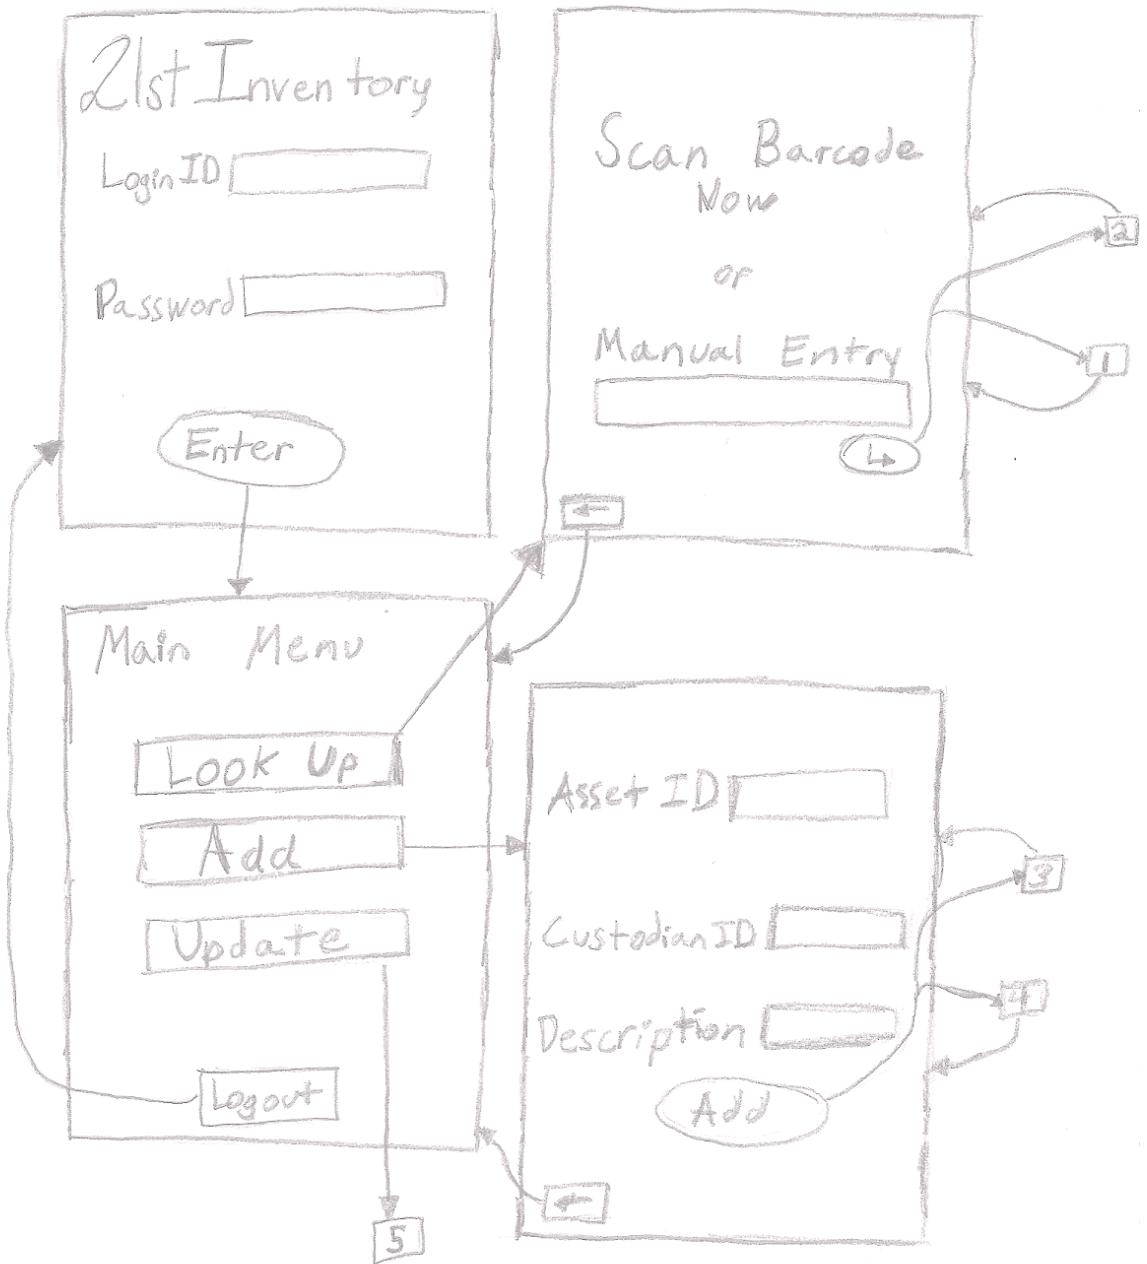 21st Inventory
Login ID
Password
Enter
Scan Barcode
Now
or
Manual Entry
2
1
Main Menu
Look Up
Add
Update
Logout
5
Asset ID
Custodian ID
Description
Add
3
4